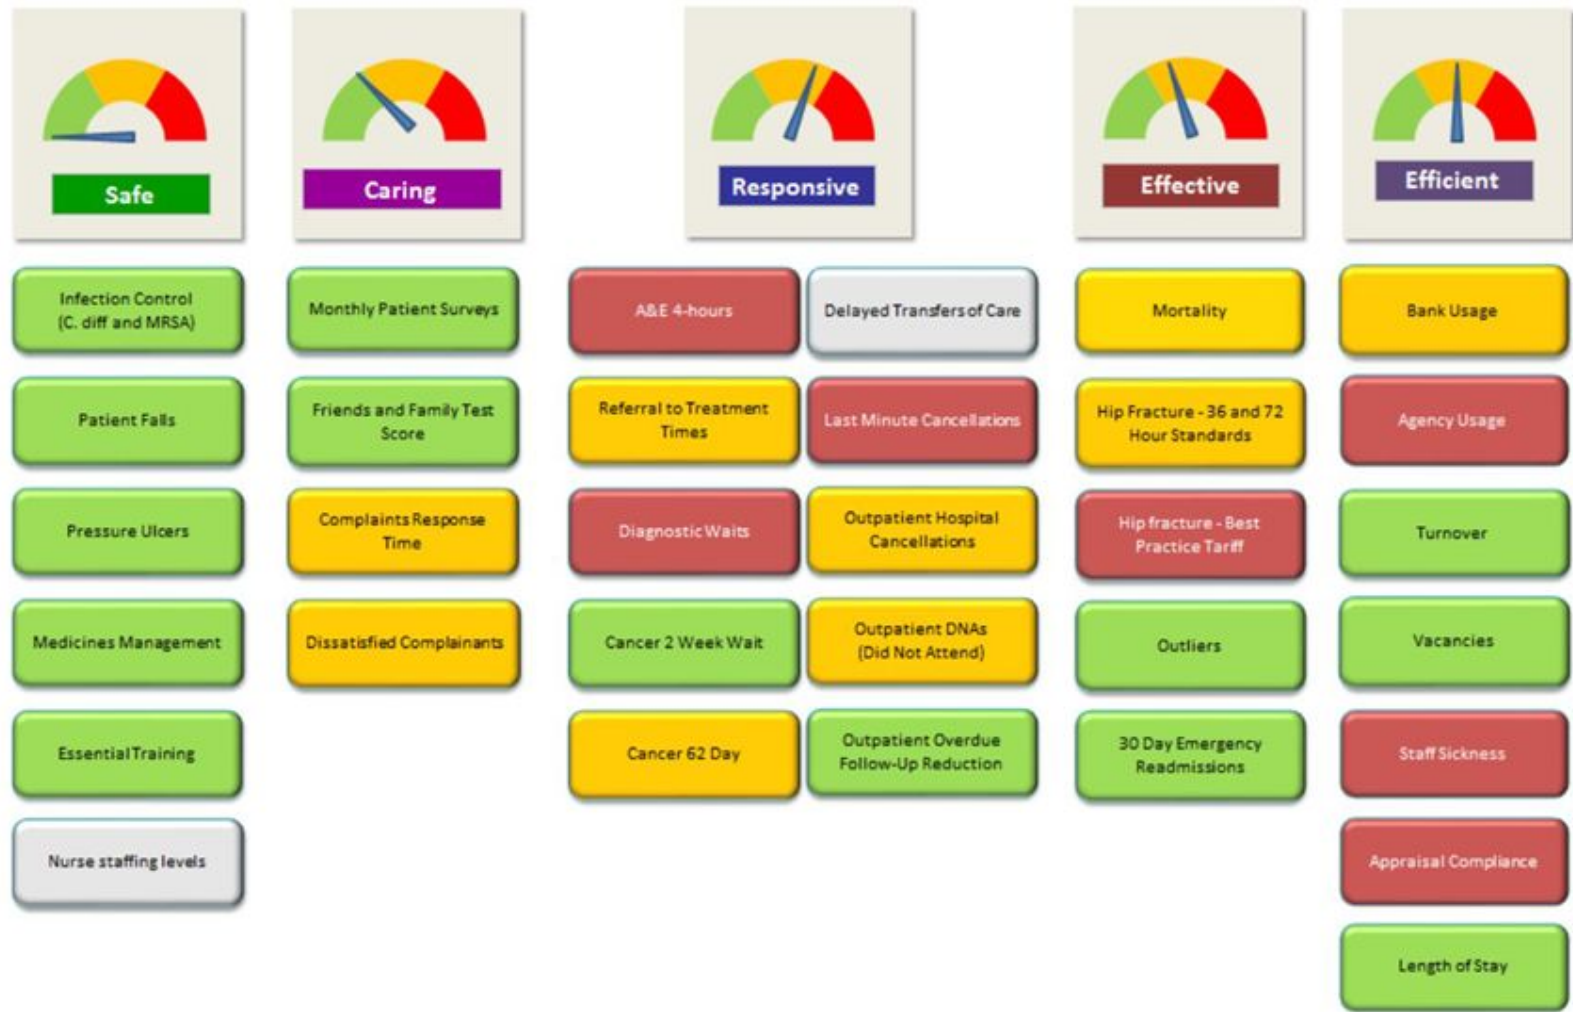 Safe
Caring
Responsive
Effective
Efficient
Infection Control
(C. diff and MRSA)
Patient Falls
Pressure Ulcers
Medicines Management
Essential Training
Nurse staffing levels
Monthly Patient Surveys
Friends and Family Test
Score
Complaints Response
Time
Dissatisfied Complainants
A&E 4-hours
Referral to Treatment
Times
Diagnostic Waits
Cancer 2 Week Wait
Cancer 62 Day
Delayed Transfers of Care
Last Minute Cancellations
Outpatient Hospital
Cancellations
Outpatient DNAs
(Did Not Attend)
Outpatient Overdue
Follow-Up Reduction
Mortality
Hip Fracture - 36 and 72
Hour Standards
Hip fracture - Best
Practice Tariff
Outliers
30 Day Emergency
Readmissions
Bank Usage
Agency Usage
Turnover
Vacancies
Staff Sickness
Appraisal Compliance
Length of Stay